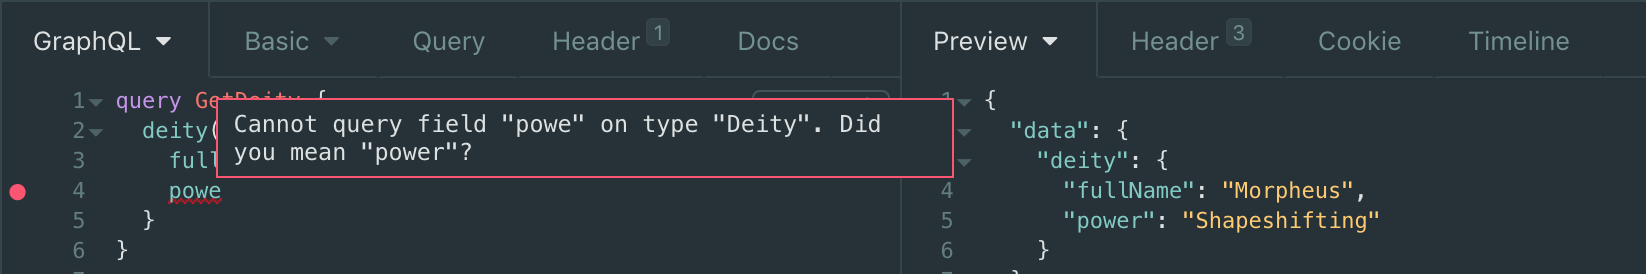 GraphQL Basic Query Header 1 Docs
Preview Header 3 Cookie Timeline
1 query GetDeity {
2 deity(
3 full
4 powe
5 }
6 }
Cannot query field "powe" on type "Deity". Did
you mean "power"?
1 {
"data": {
"deity": {
4 "fullName": "Morpheus",
5 "power": "Shapeshifting"
6 }